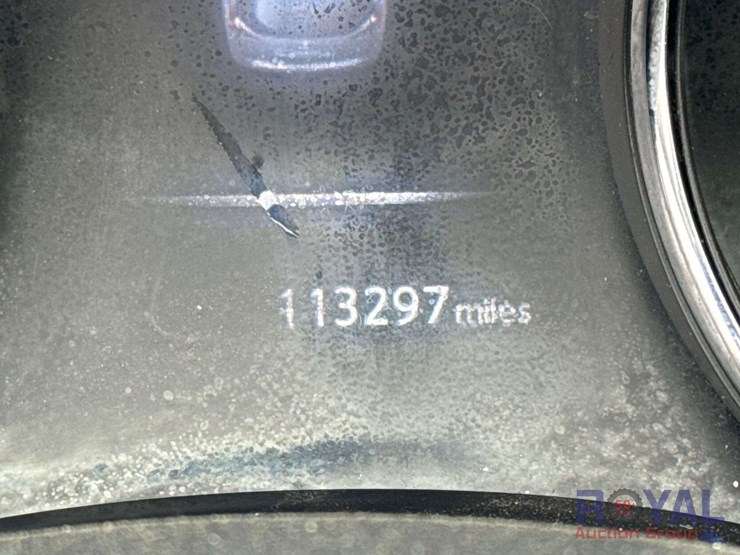 113297 miles
ROYAL
Auction Group